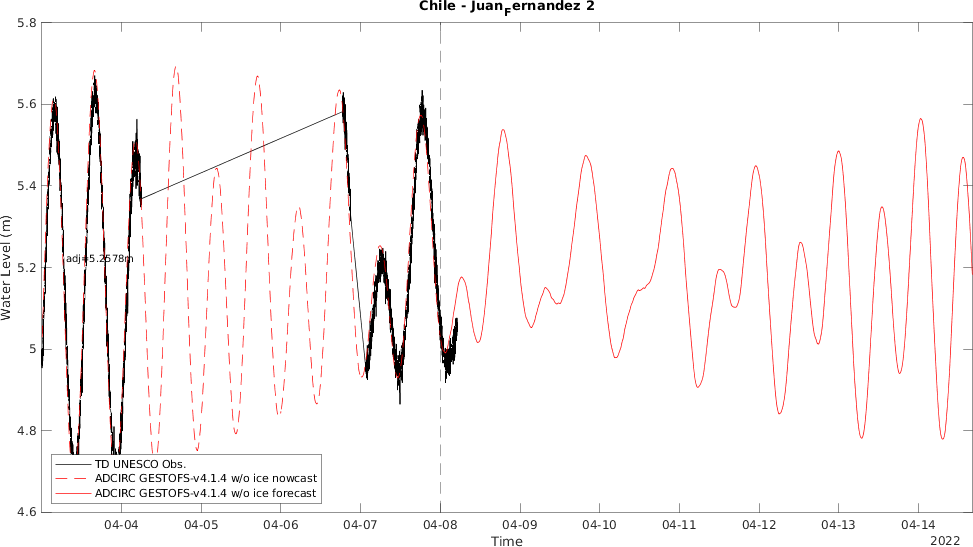 Chile - Juan_Fernandez 2
5.8
5.6
5.4
5.2
5
4.8
4.6
Water Level (m)
adj=5.2578m
TD UNESCO Obs.
ADCIRC GESTOFS-v4.1.4 w/o ice nowcast
ADCIRC GESTOFS-v4.1.4 w/o ice forecast
04-04
04-05
04-06
04-07
04-08
04-09
04-10
04-11
04-12
04-13
04-14
Time
2022